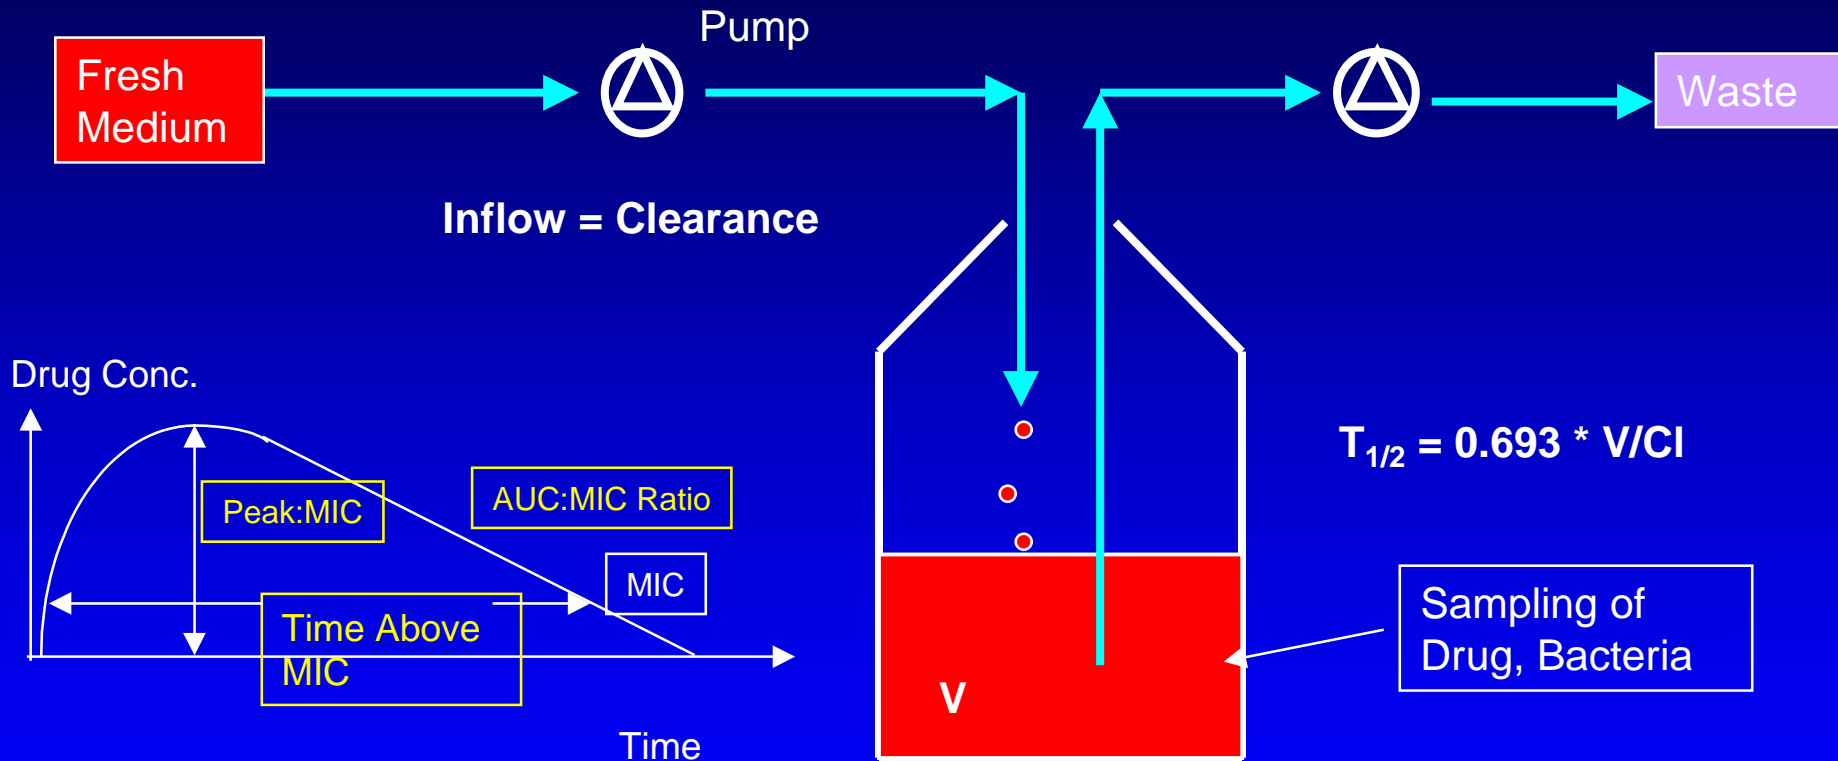 Pump
Fresh
Medium
Waste
Inflow = Clearance
Drug Conc.
T1/2 = 0.693 * V/Cl
Peak:MIC
AUC:MIC Ratio
MIC
Time Above
MIC
Sampling of
Drug, Bacteria
V
Time